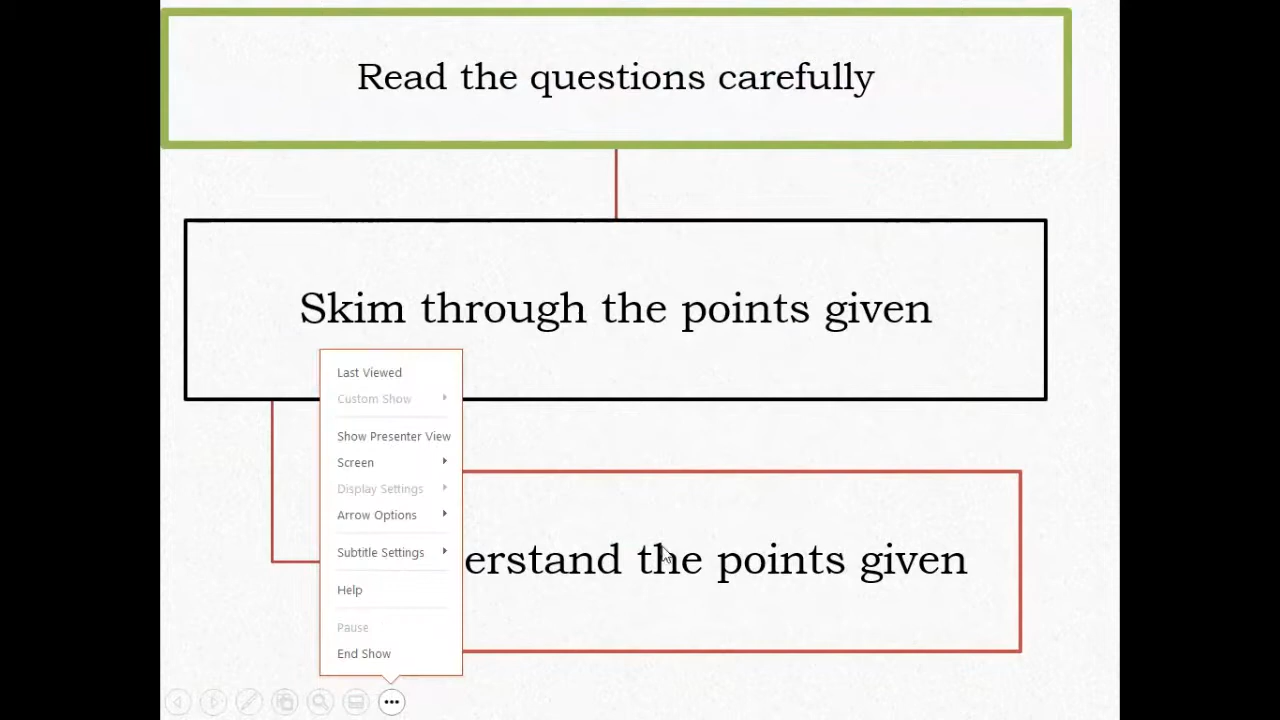 Read the questions carefully
Skim through the points given
Last Viewed
Custom Show
Show Presenter View
Screen
Display Settings
Arrow Options
Subtitle Settings
Help
Pause
End Show
erstand the points given